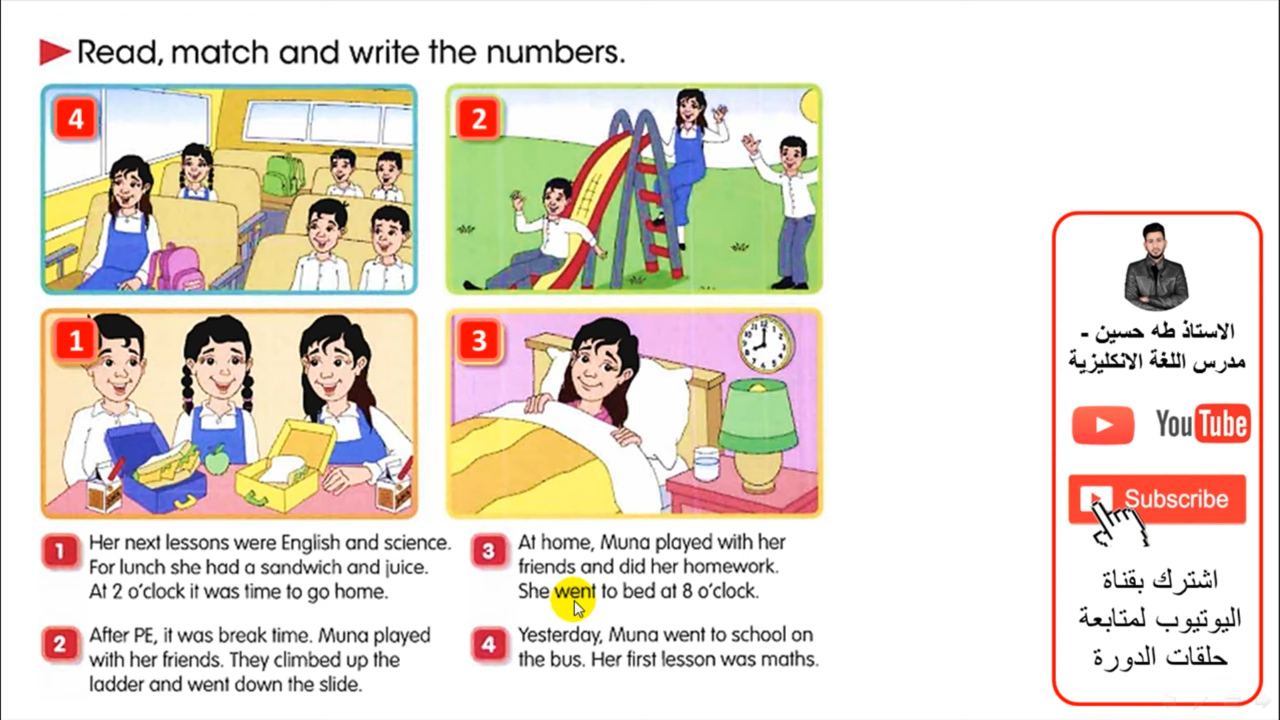 Read, match and write the numbers.
4
2
1
3
1 Her next lessons were English and science.
For lunch she had a sandwich and juice.
At 2 o'clock it was time to go home.
2 After PE, it was break time. Muna played
with her friends. They climbed up the
ladder and went down the slide.
3 At home, Muna played with her
friends and did her homework.
She went to bed at 8 o'clock.
4 Yesterday, Muna went to school on
the bus. Her first lesson was maths.
الاستاذ طه حسين -
مدرس اللغة الانكليزية
YouTube
Subscribe
اشترك بقناة
اليوتيوب لمتابعة
حلقات الدورة